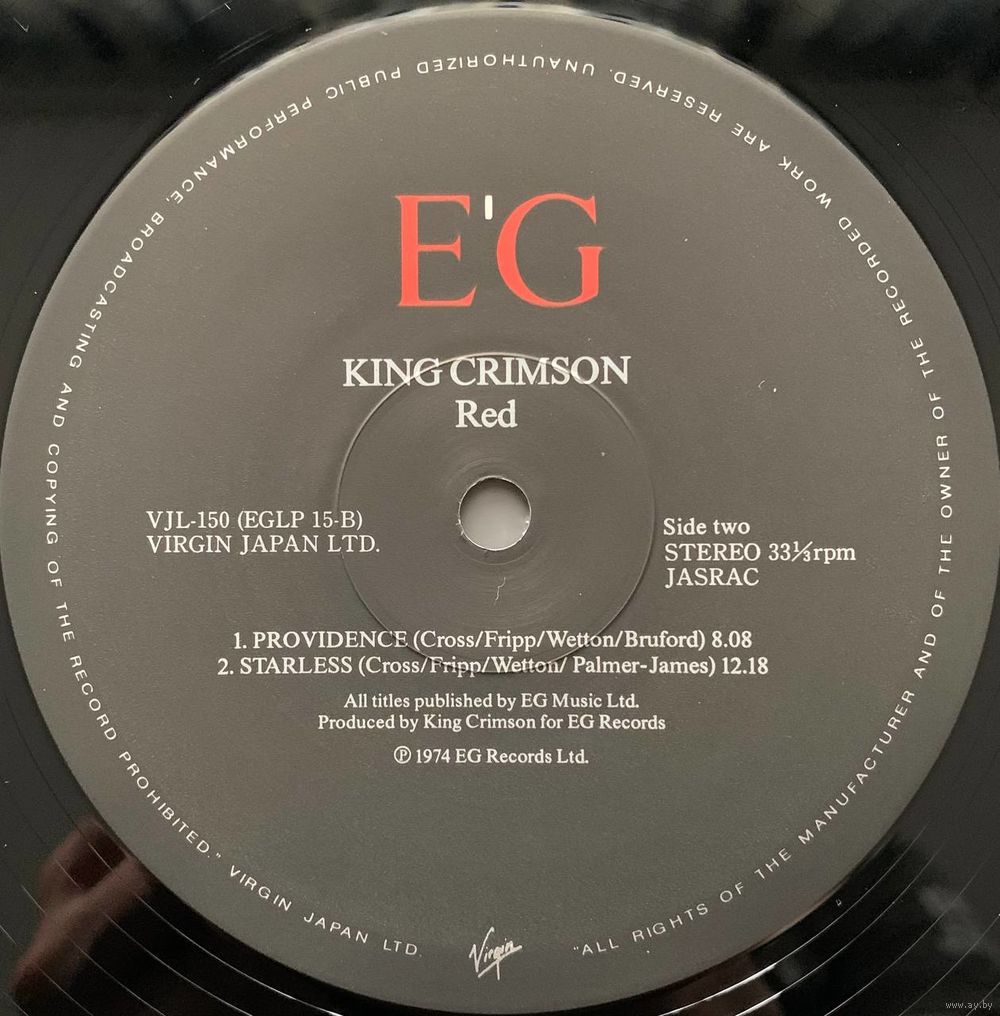 E'G
KING CRIMSON
Red
VJL-150 (EGLP 15-B)
VIRGIN JAPAN LTD.
Side two
STEREO 33⅓rpm
JASRAC
1. PROVIDENCE (Cross/Fripp/Wetton/Bruford) 8.08
2. STARLESS (Cross/Fripp/Wetton/ Palmer-James) 12.18
All titles published by EG Music Ltd.
Produced by King Crimson for EG Records
℗ 1974 EG Records Ltd.
"ALL RIGHTS OF THE MANUFACTURER AND OF THE OWNER OF THE RECORDED WORK ARE RESERVED. UNAUTHORIZED PUBLIC PERFORMANCE, BROADCASTING AND COPYING OF THE RECORD PROHIBITED." VIRGIN JAPAN LTD.
Virgin
www.ay.by